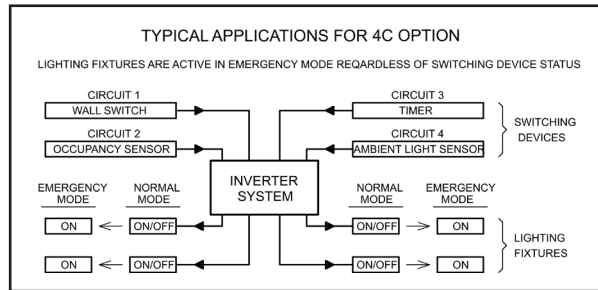 TYPICAL APPLICATIONS FOR 4C OPTION
LIGHTING FIXTURES ARE ACTIVE IN EMERGENCY MODE REQARDLESS OF SWITCHING DEVICE STATUS
CIRCUIT 1
WALL SWITCH
CIRCUIT 2
OCCUPANCY SENSOR
CIRCUIT 3
TIMER
CIRCUIT 4
AMBIENT LIGHT SENSOR
SWITCHING
DEVICES
INVERTER
SYSTEM
EMERGENCY
MODE
NORMAL
MODE
NORMAL
MODE
EMERGENCY
MODE
ON ON/OFF ON/OFF ON
ON ON/OFF ON/OFF ON
LIGHTING
FIXTURES